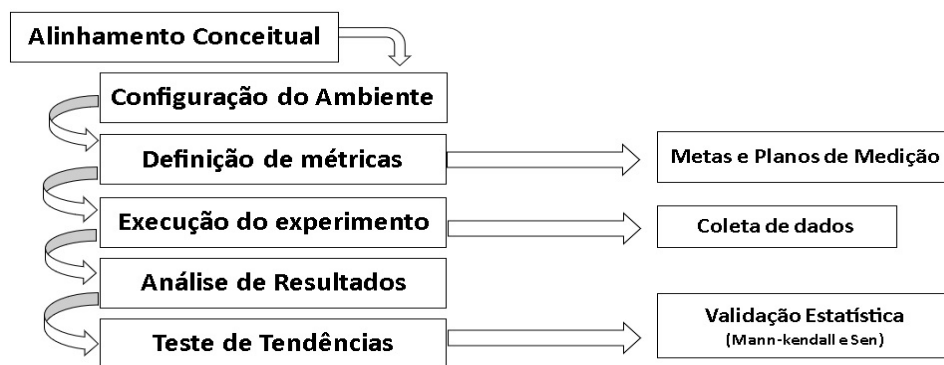 Alinhamento Conceitual
Configuração do Ambiente
Definição de métricas
Metas e Planos de Medição
Execução do experimento
Coleta de dados
Análise de Resultados
Teste de Tendências
Validação Estatística
(Mann-kendall e Sen)